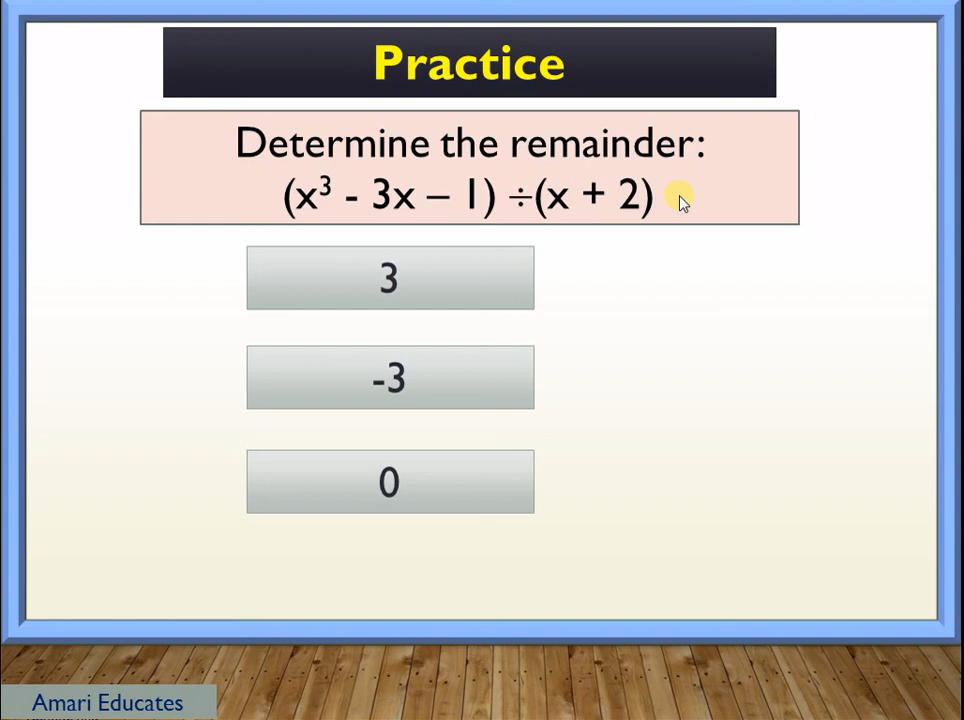 Practice
Determine the remainder:
(x³ - 3x – 1) ÷(x + 2)
3
-3
0
Amari Educates